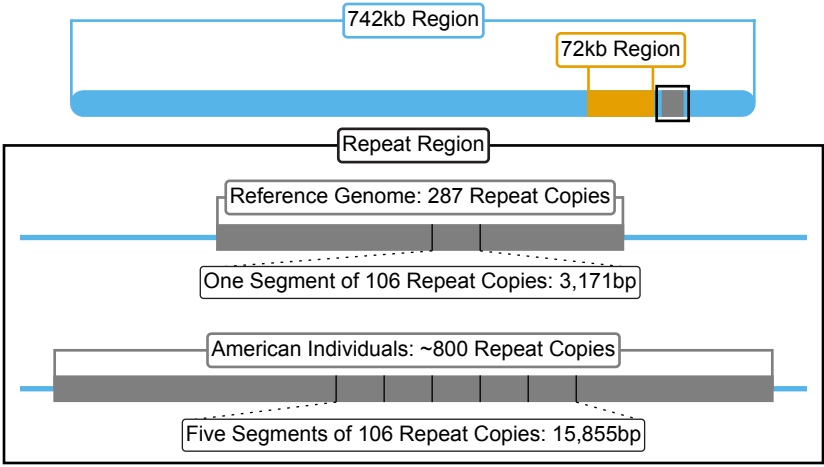 742kb Region
72kb Region
Repeat Region
Reference Genome: 287 Repeat Copies
One Segment of 106 Repeat Copies: 3,171bp
American Individuals: ~800 Repeat Copies
Five Segments of 106 Repeat Copies: 15,855bp